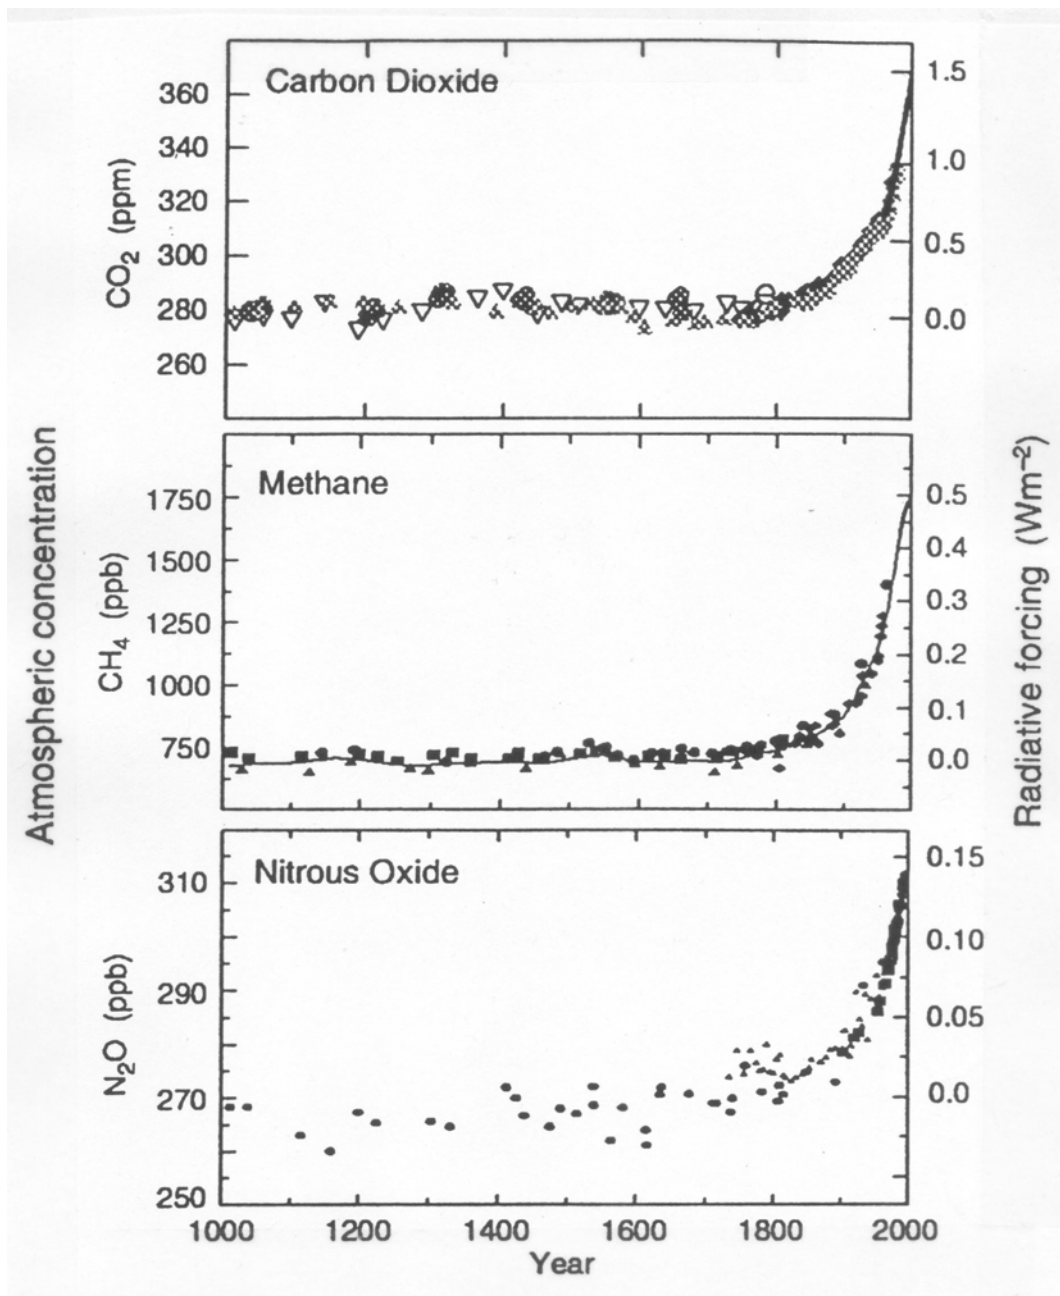 Atmospheric concentration
Carbon Dioxide
CO₂ (ppm)
360
340
320
300
280
260
1.5
1.0
0.5
0.0
Methane
CH₄ (ppb)
1750
1500
1250
1000
750
0.5
0.4
0.3
0.2
0.1
0.0
Nitrous Oxide
N₂O (ppb)
310
290
270
250
0.15
0.10
0.05
0.0
1000 1200 1400 1600 1800 2000
Year
Radiative forcing (Wm⁻²)